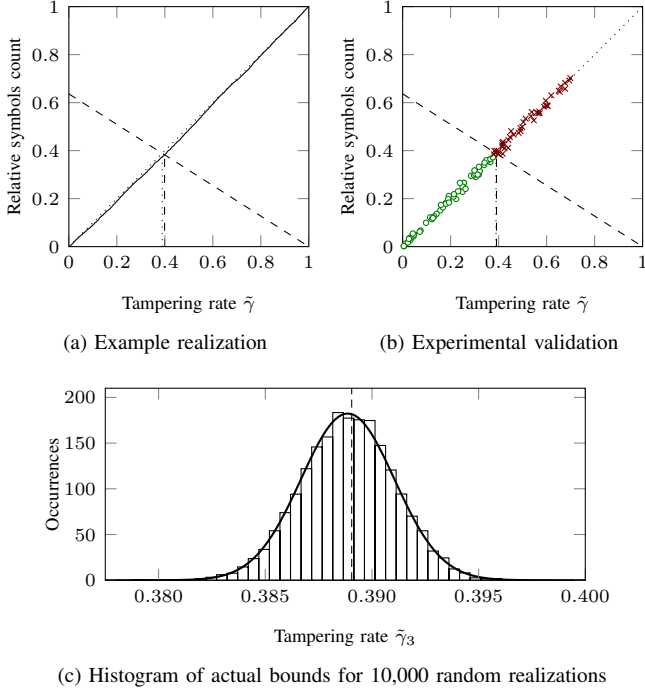 1
0.8
0.6
0.4
0.2
0
0 0.2 0.4 0.6 0.8 1
Relative symbols count
Tampering rate γ̃
(a) Example realization
1
0.8
0.6
0.4
0.2
0
0 0.2 0.4 0.6 0.8 1
Relative symbols count
Tampering rate γ̃
(b) Experimental validation
200
150
100
50
0
0.380 0.385 0.390 0.395 0.400
Occurrences
Tampering rate γ̃₃
(c) Histogram of actual bounds for 10,000 random realizations